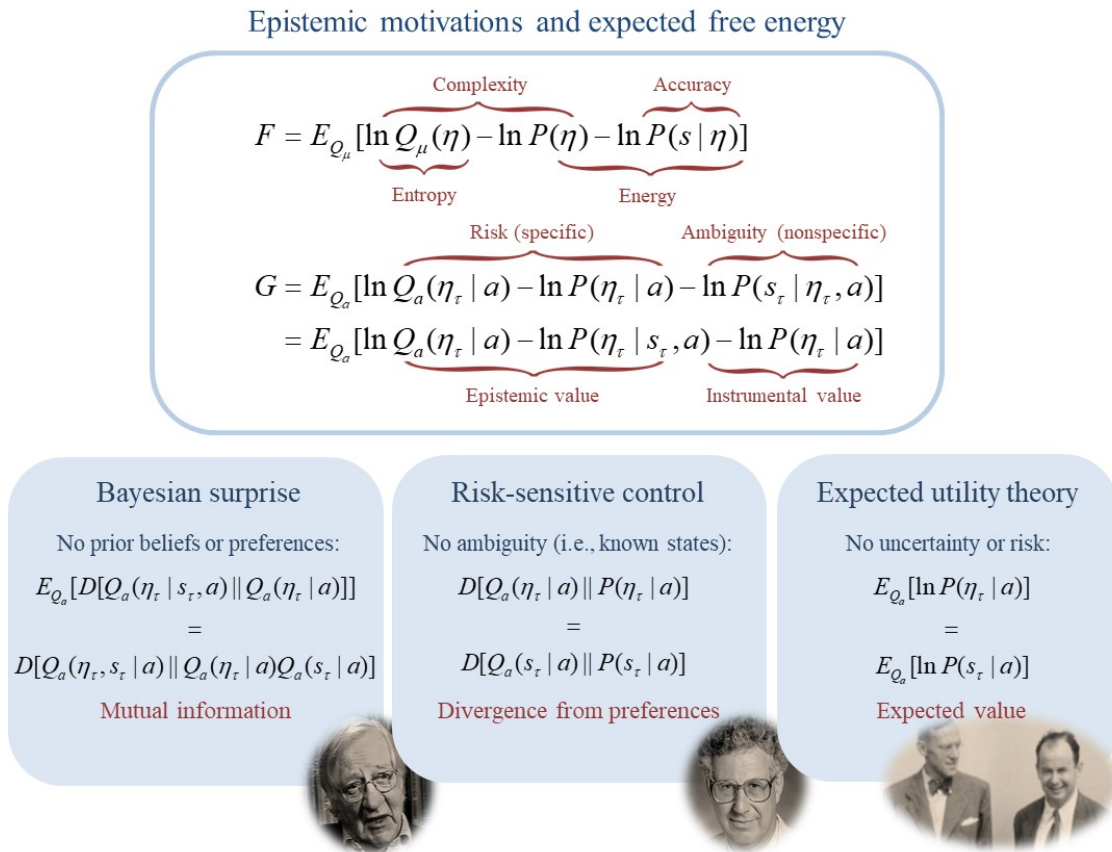 Epistemic motivations and expected free energy
Complexity
Accuracy
F = E_{Q_μ}[ln Q_μ(η) − ln P(η) − ln P(s | η)]
Entropy
Energy
Risk (specific)
Ambiguity (nonspecific)
G = E_{Q_a}[ln Q_a(η_τ | a) − ln P(η_τ | a) − ln P(s_τ | η_τ, a)]
= E_{Q_a}[ln Q_a(η_τ | a) − ln P(η_τ | s_τ, a) − ln P(η_τ | a)]
Epistemic value
Instrumental value
Bayesian surprise
No prior beliefs or preferences:
E_{Q_a}[D[Q_a(η_τ | s_τ, a) || Q_a(η_τ | a)]]
=
D[Q_a(η_τ, s_τ | a) || Q_a(η_τ | a)Q_a(s_τ | a)]
Mutual information
Risk-sensitive control
No ambiguity (i.e., known states):
D[Q_a(η_τ | a) || P(η_τ | a)]
=
D[Q_a(s_τ | a) || P(s_τ | a)]
Divergence from preferences
Expected utility theory
No uncertainty or risk:
E_{Q_a}[ln P(η_τ | a)]
=
E_{Q_a}[ln P(s_τ | a)]
Expected value